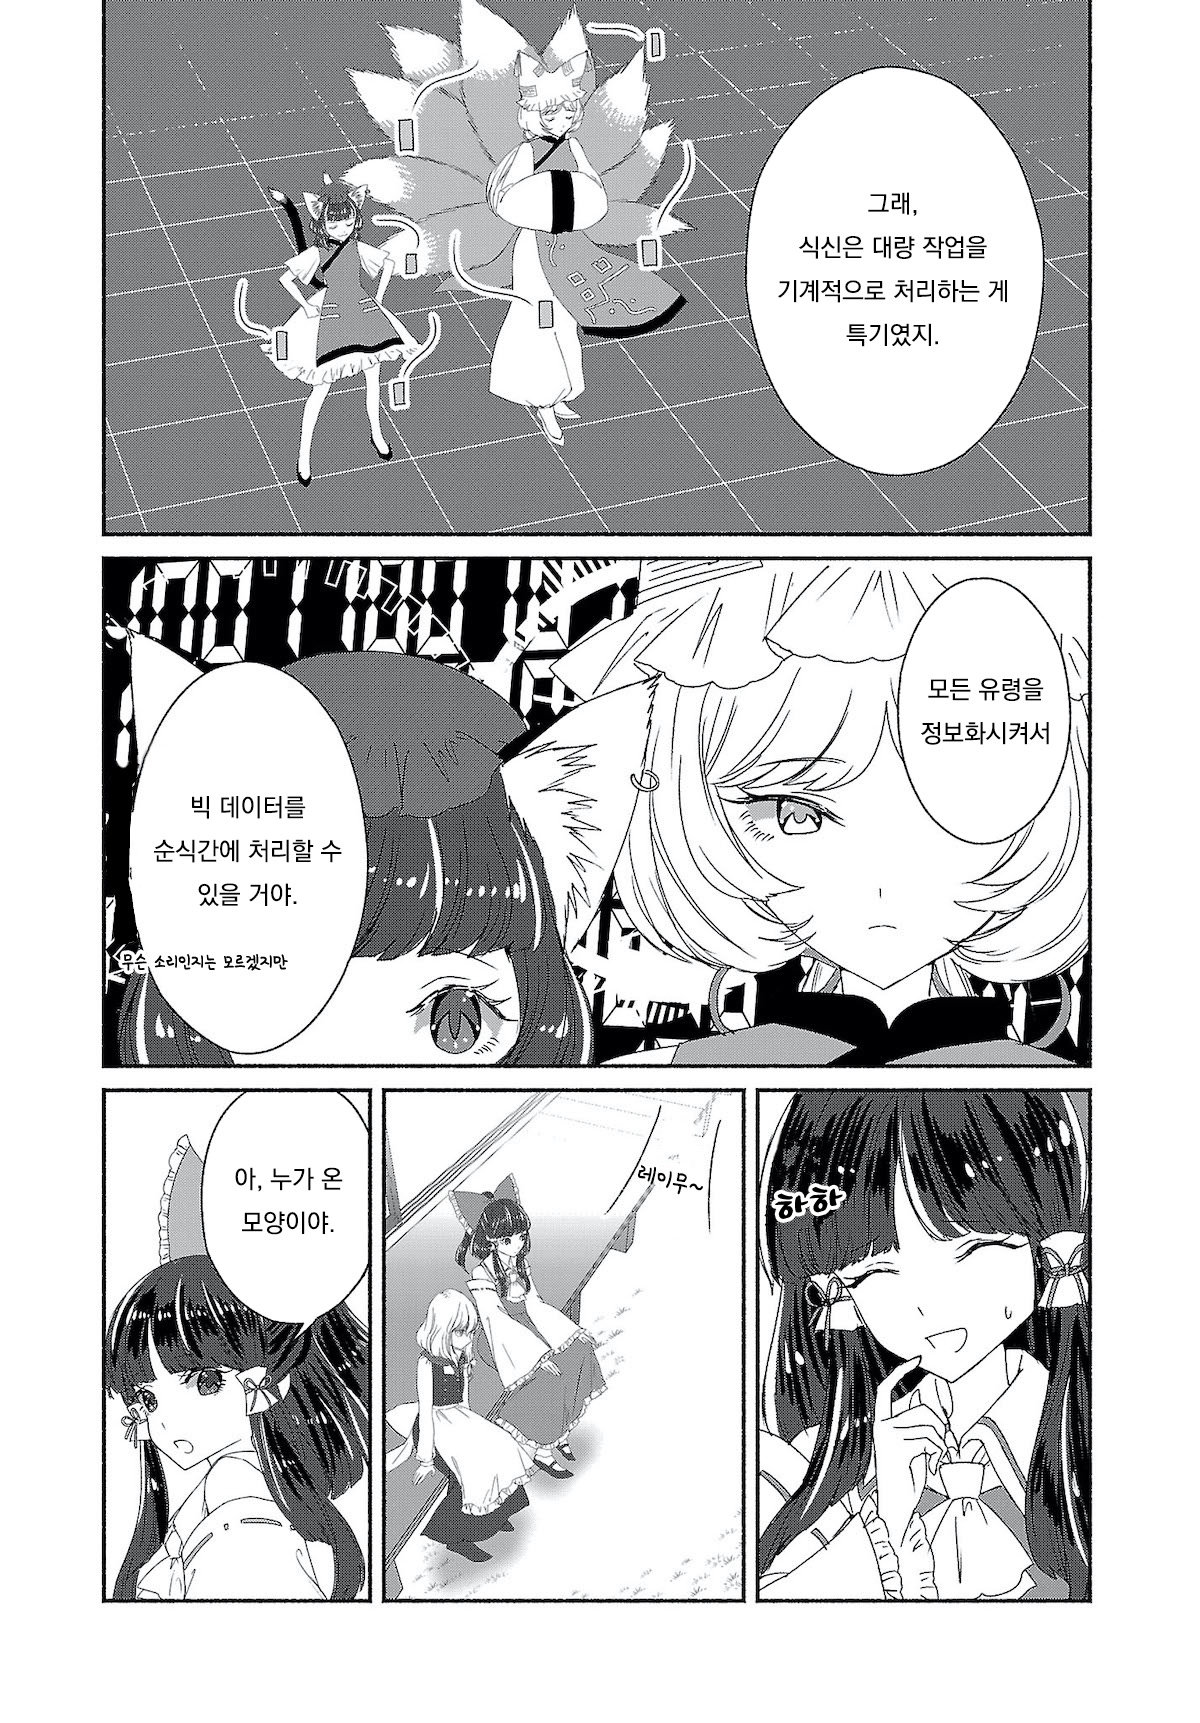 그래,
식신은 대량 작업을
기계적으로 처리하는 게
특기였지.
모든 유령을
정보화시켜서
빅 데이터를
순식간에 처리할 수
있을 거야.
무슨 소리인지는 모르겠지만
하하
레이무~
아, 누가 온
모양이야.